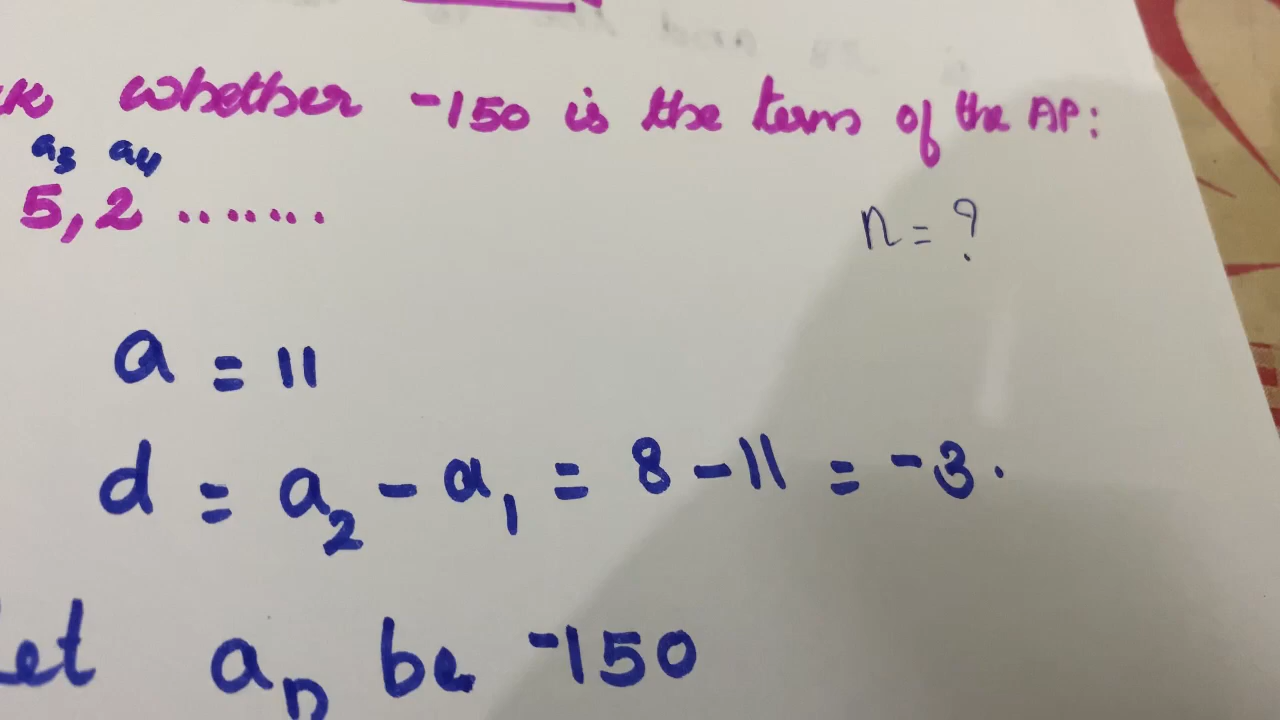 whether -150 is the term of the AP:
a3 a4
5, 2 .......
n = ?
a = 11
d = a2 - a1 = 8 - 11 = -3.
Let an be -150